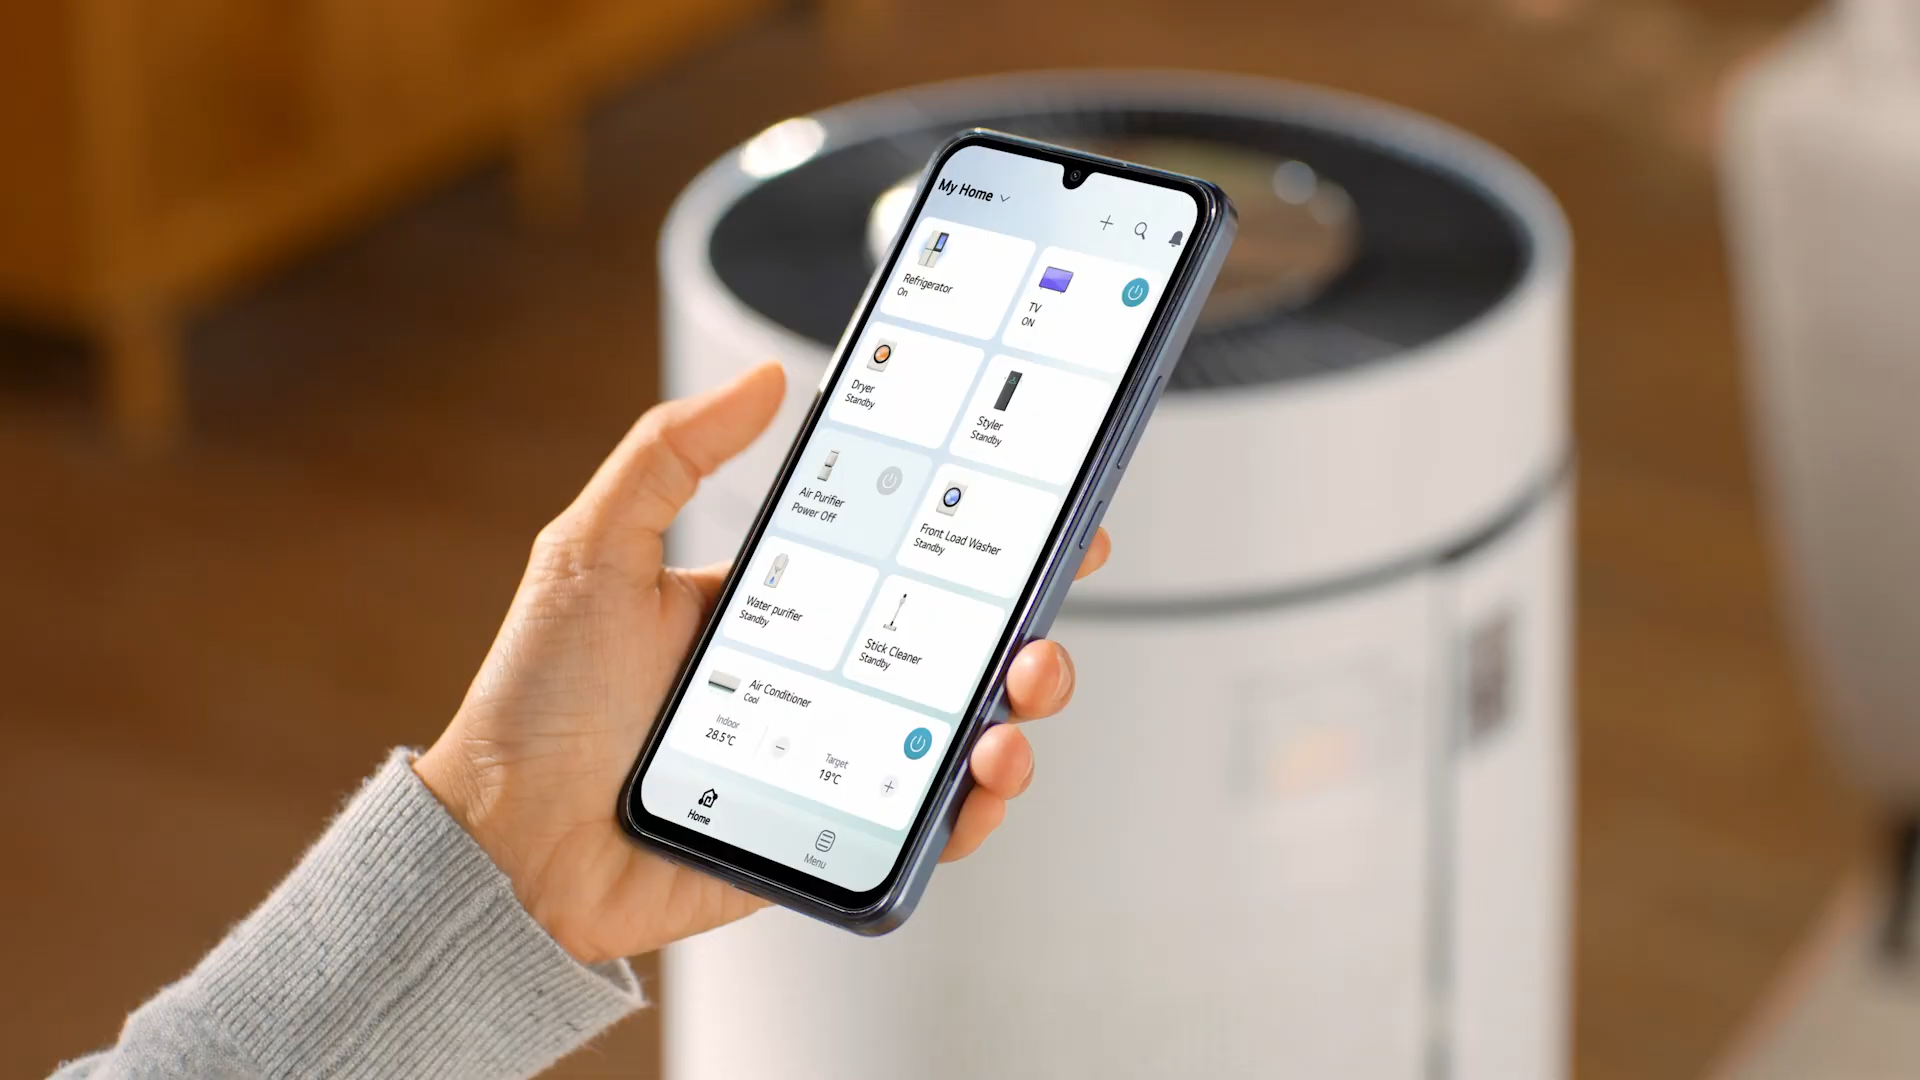 My Home
Refrigerator
On
TV
ON
Dryer
Standby
Styler
Standby
Air Purifier
Power Off
Front Load Washer
Standby
Water purifier
Standby
Stick Cleaner
Standby
Air Conditioner
Cool
Indoor
28.5°C
Target
19°C
Home
Menu